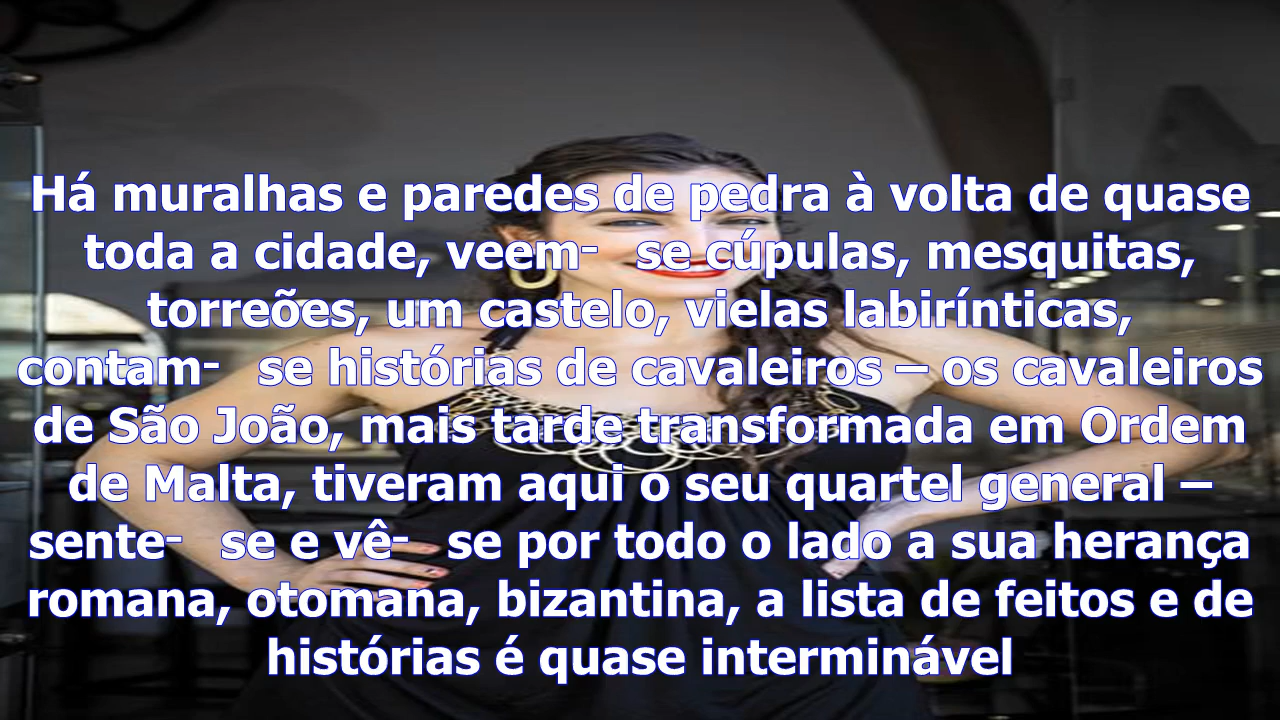 Há muralhas e paredes de pedra à volta de quase
toda a cidade, veem- se cúpulas, mesquitas,
torreões, um castelo, vielas labirínticas,
contam- se histórias de cavaleiros – os cavaleiros
de São João, mais tarde transformada em Ordem
de Malta, tiveram aqui o seu quartel general –
sente- se e vê- se por todo o lado a sua herança
romana, otomana, bizantina, a lista de feitos e de
histórias é quase interminável